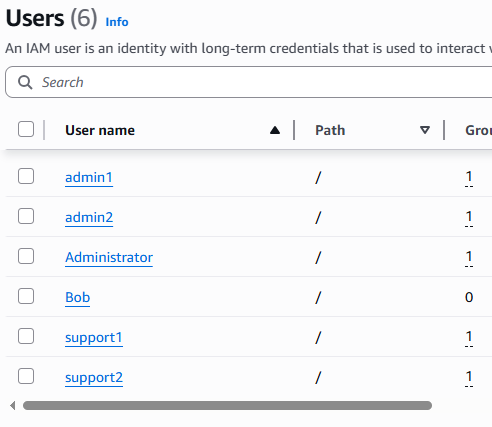 Users (6) Info
An IAM user is an identity with long-term credentials that is used to interact
Search
User name Path Grou
admin1 / 1
admin2 / 1
Administrator / 1
Bob / 0
support1 / 1
support2 / 1